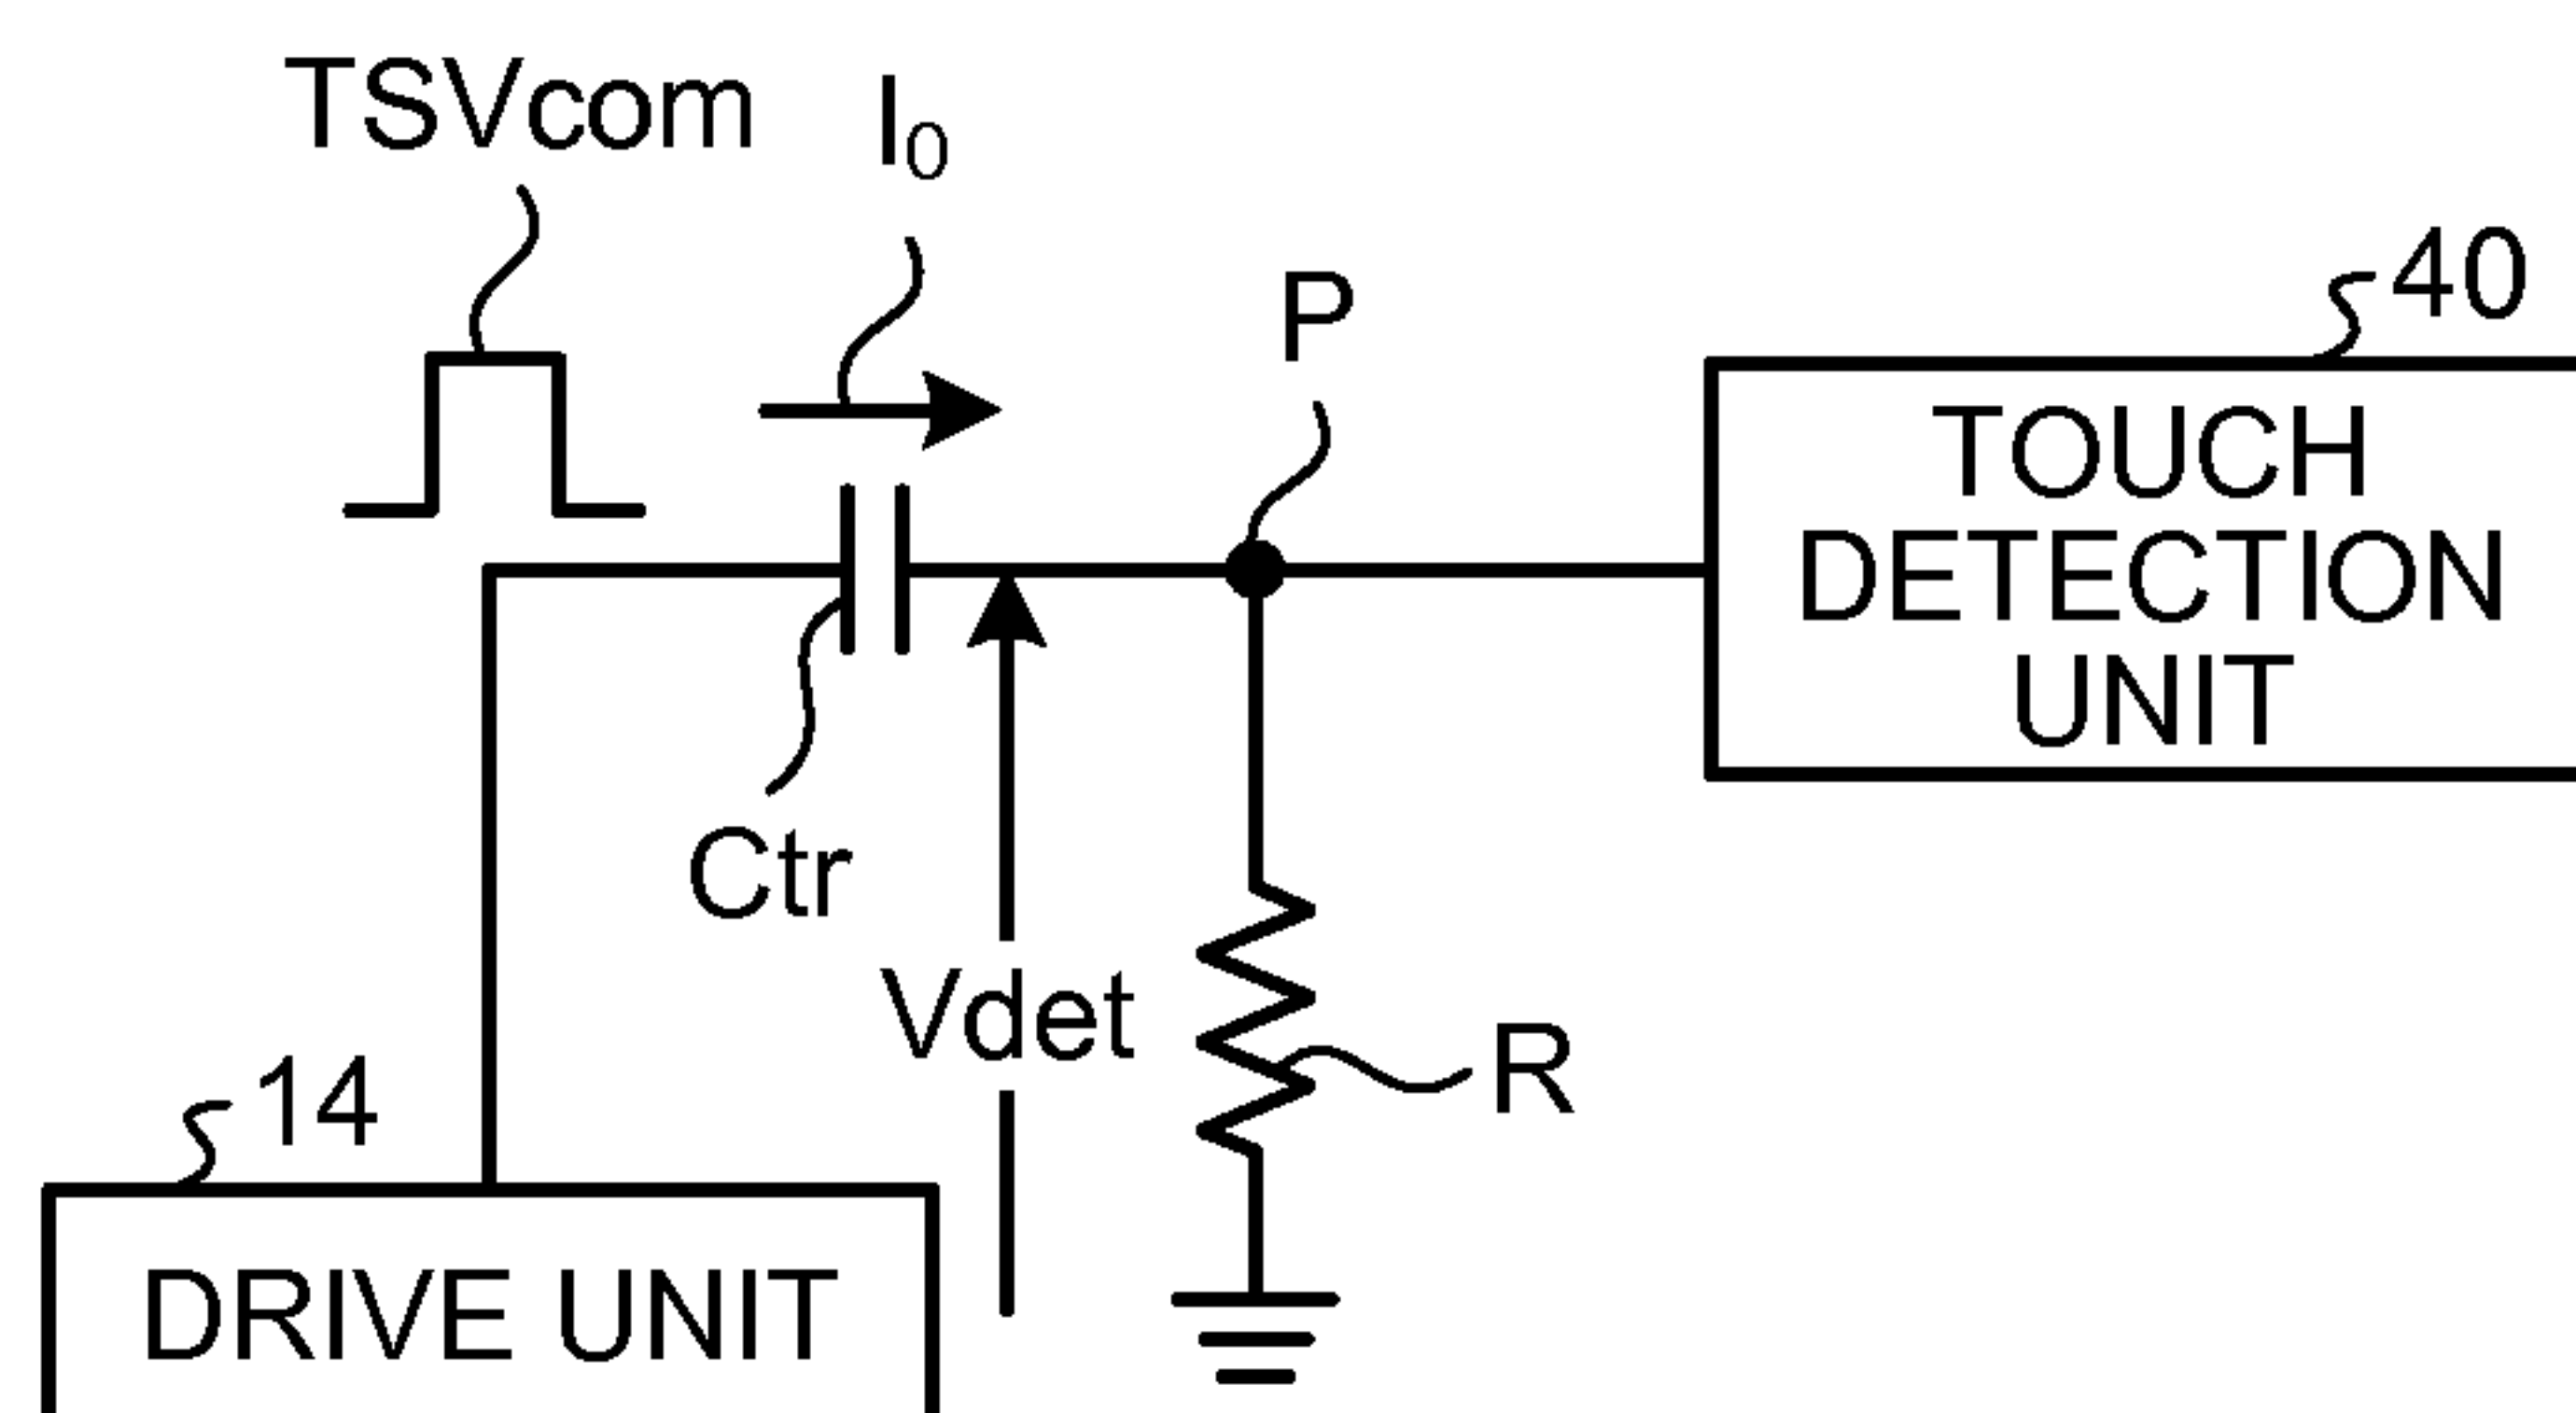 TSVcom
I0
P
40
TOUCH
DETECTION
UNIT
Ctr
Vdet
R
14
DRIVE UNIT